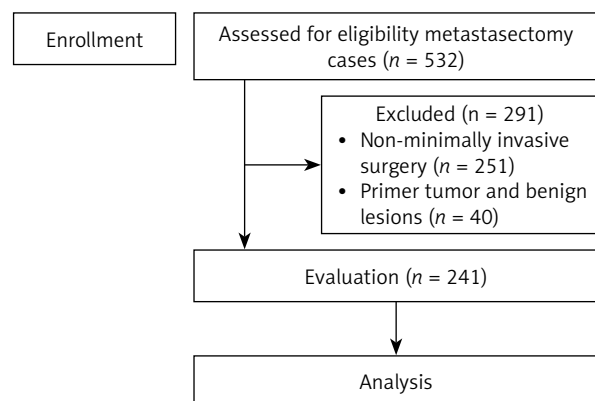 Enrollment
Assessed for eligibility metastasectomy
cases (n = 532)
Excluded (n = 291)
• Non-minimally invasive
surgery (n = 251)
• Primer tumor and benign
lesions (n = 40)
Evaluation (n = 241)
Analysis